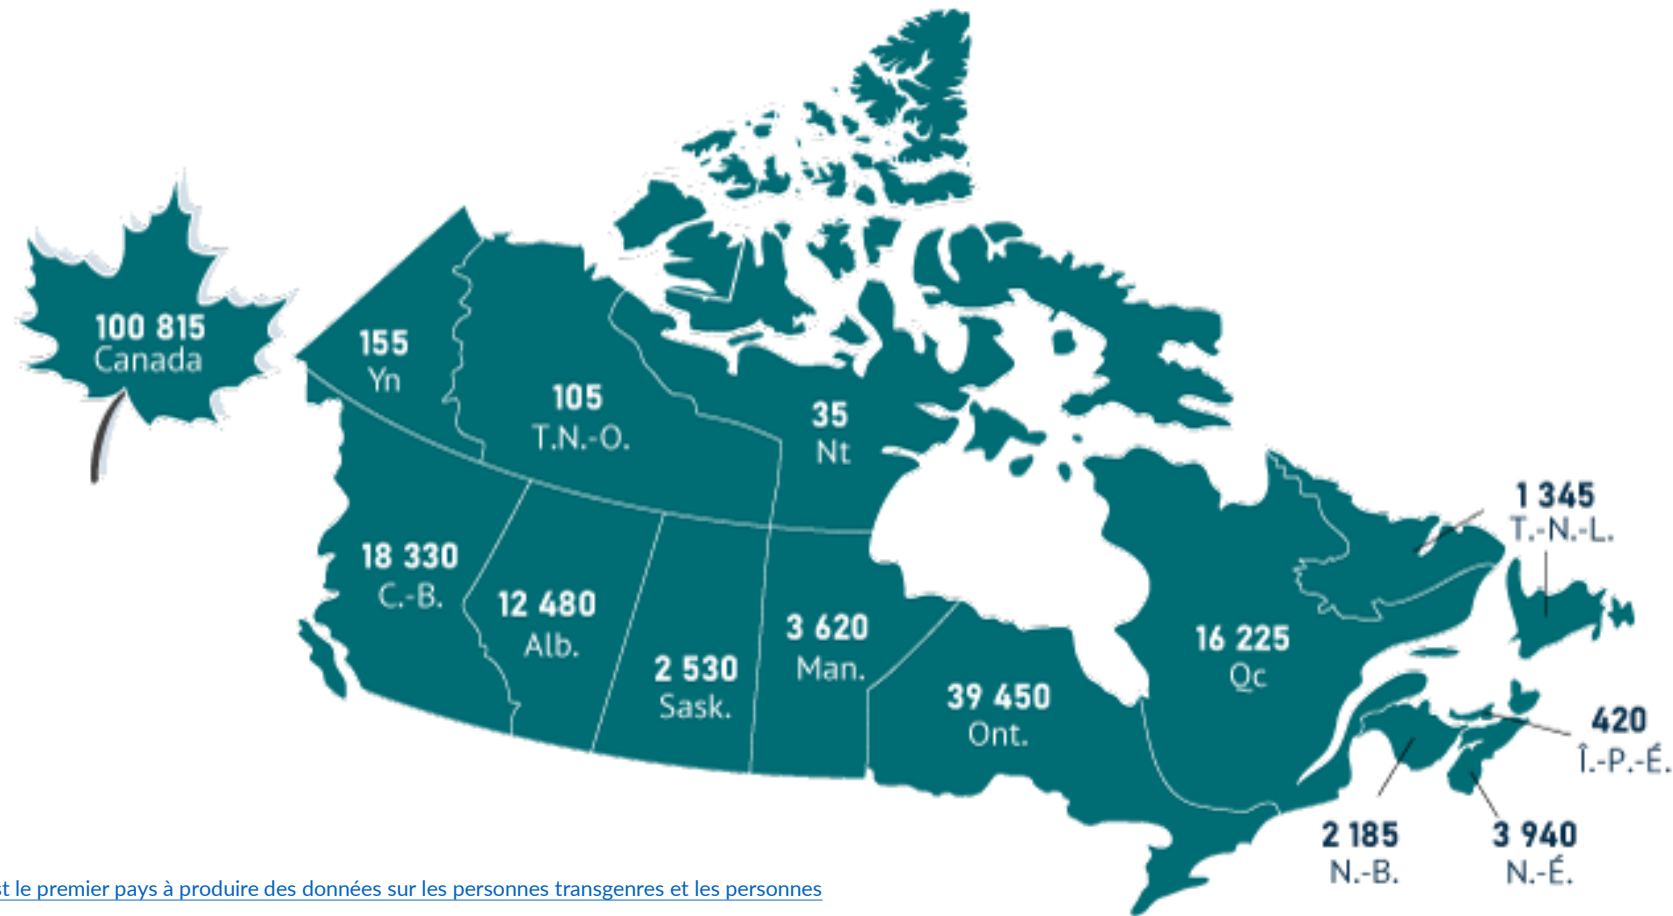 100 815
Canada
155
Yn
105
T.N.-O.
35
Nt
18 330
C.-B.
12 480
Alb.
2 530
Sask.
3 620
Man.
39 450
Ont.
16 225
Qc
1 345
T.-N.-L.
420
Î.-P.-É.
2 185
N.-B.
3 940
N.-É.
st le premier pays à produire des données sur les personnes transgenres et les personnes